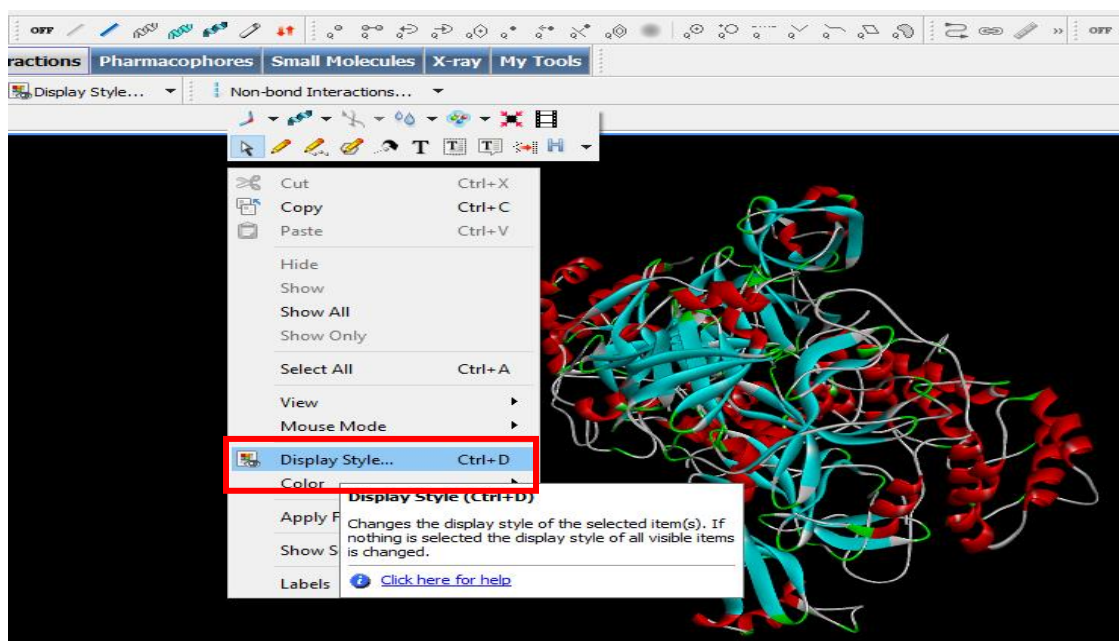 OFF
OFF
ractions Pharmacophores Small Molecules X-ray My Tools
Display Style... Non-bond Interactions...
T T T
Cut Ctrl+X
Copy Ctrl+C
Paste Ctrl+V
Hide
Show
Show All
Show Only
Select All Ctrl+A
View
Mouse Mode
Display Style... Ctrl+D
Color
Display Style (Ctrl+D)
Apply F
Changes the display style of the selected item(s). If
nothing is selected the display style of all visible items
Show S
is changed.
Labels
Click here for help